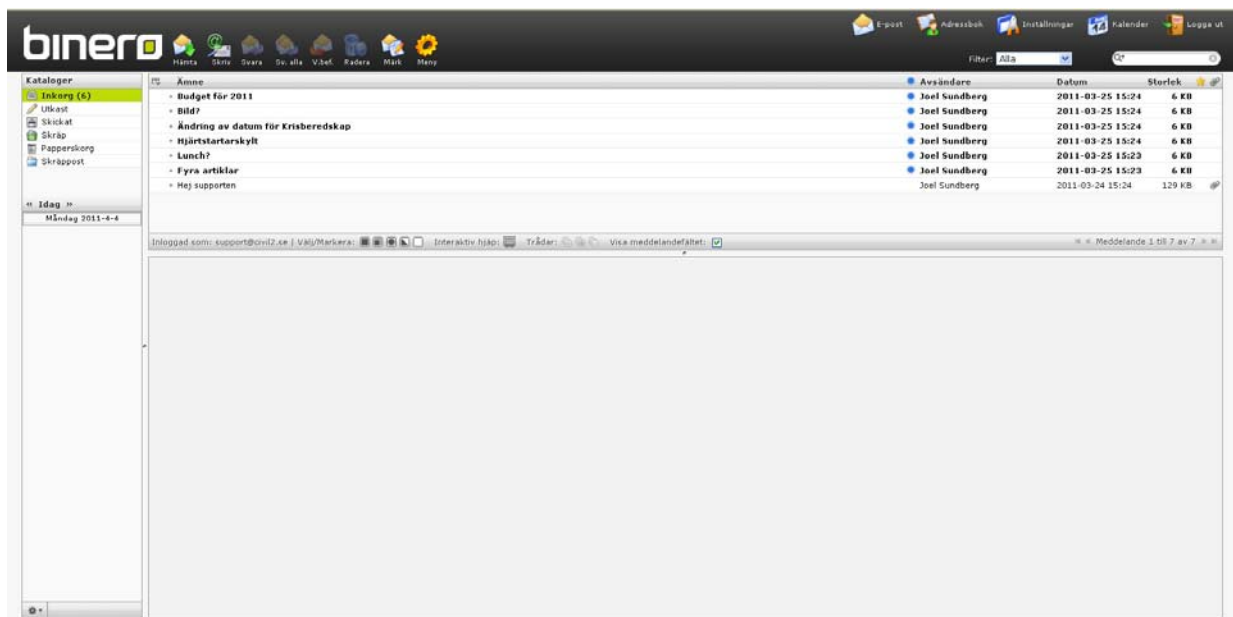 E-post Adressbok Inställningar Kalender Logga ut
binero
Hämta Skriv Svara Sv. alla V.bef. Radera Märk Meny
Filter: Alla
Kataloger
Inkorg (6)
Utkast
Skickat
Skräp
Papperskorg
Skräppost
« Idag »
Måndag 2011-4-4
Ämne Avsändare Datum Storlek
Budget för 2011 Joel Sundberg 2011-03-25 15:24 6 KB
Bild? Joel Sundberg 2011-03-25 15:24 6 KB
Ändring av datum för Krisberedskap Joel Sundberg 2011-03-25 15:24 6 KB
Hjärtstartarskylt Joel Sundberg 2011-03-25 15:24 6 KB
Lunch? Joel Sundberg 2011-03-25 15:23 6 KB
Fyra artiklar Joel Sundberg 2011-03-25 15:23 6 KB
Hej supporten Joel Sundberg 2011-03-24 15:24 129 KB
Inloggad som: support@civil2.se | Välj/Markera: Interaktiv hjäp: Trådar: Visa meddelandefältet: Meddelande 1 till 7 av 7